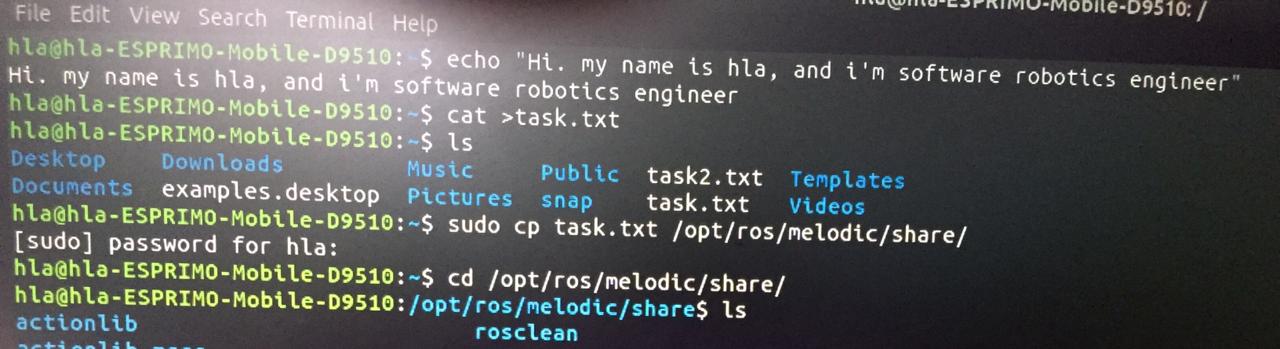 File Edit View Search Terminal Help
-ESPRIMO-Mobile-D9510: /
hla@hla-ESPRIMO-Mobile-D9510:~$ echo "Hi. my name is hla, and i'm software robotics engineer"
Hi. my name is hla, and i'm software robotics engineer
hla@hla-ESPRIMO-Mobile-D9510:~$ cat >task.txt
hla@hla-ESPRIMO-Mobile-D9510:~$ ls
Desktop Downloads Music Public task2.txt Templates
Documents examples.desktop Pictures snap task.txt Videos
hla@hla-ESPRIMO-Mobile-D9510:~$ sudo cp task.txt /opt/ros/melodic/share/
[sudo] password for hla:
hla@hla-ESPRIMO-Mobile-D9510:~$ cd /opt/ros/melodic/share/
hla@hla-ESPRIMO-Mobile-D9510:/opt/ros/melodic/share$ ls
actionlib rosclean